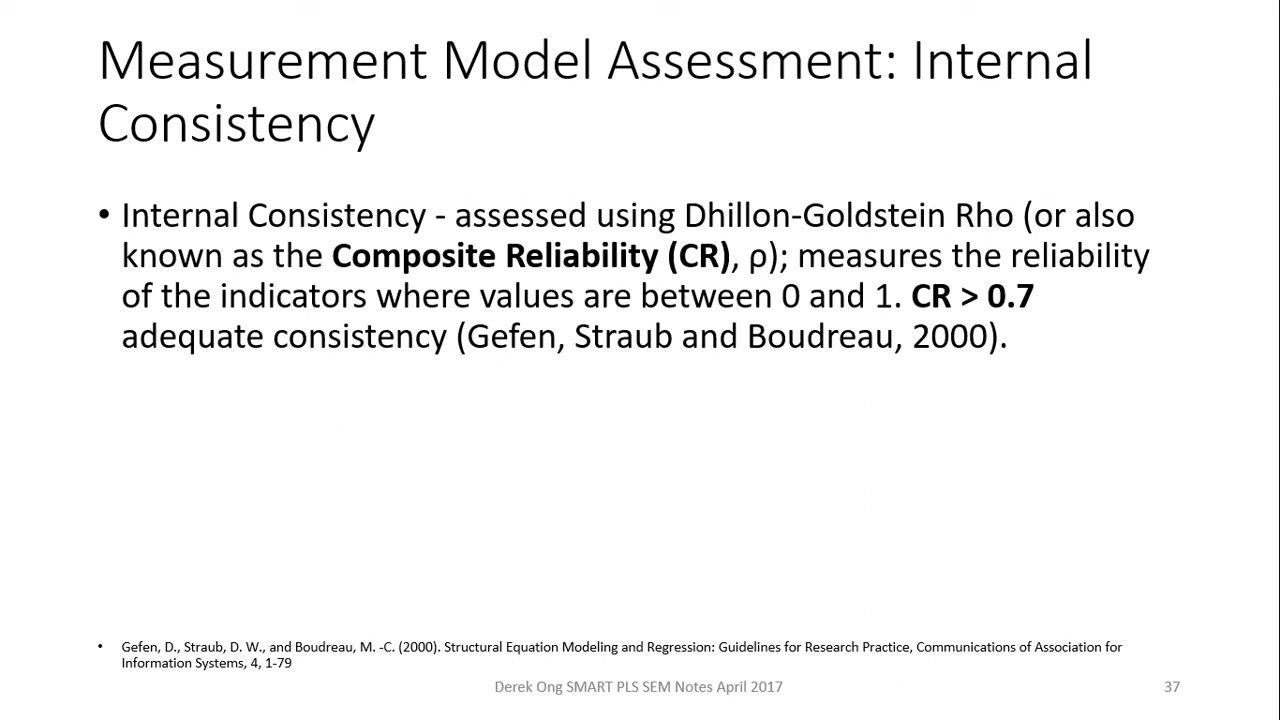 Measurement Model Assessment: Internal
Consistency
• Internal Consistency - assessed using Dhillon-Goldstein Rho (or also
known as the Composite Reliability (CR), ρ); measures the reliability
of the indicators where values are between 0 and 1. CR > 0.7
adequate consistency (Gefen, Straub and Boudreau, 2000).
• Gefen, D., Straub, D. W., and Boudreau, M. -C. (2000). Structural Equation Modeling and Regression: Guidelines for Research Practice, Communications of Association for
Information Systems, 4, 1-79
Derek Ong SMART PLS SEM Notes April 2017
37